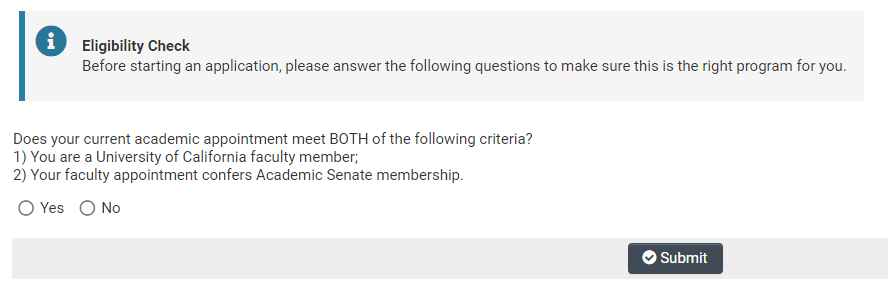 Eligibility Check
Before starting an application, please answer the following questions to make sure this is the right program for you.
Does your current academic appointment meet BOTH of the following criteria?
1) You are a University of California faculty member;
2) Your faculty appointment confers Academic Senate membership.
Yes No
Submit